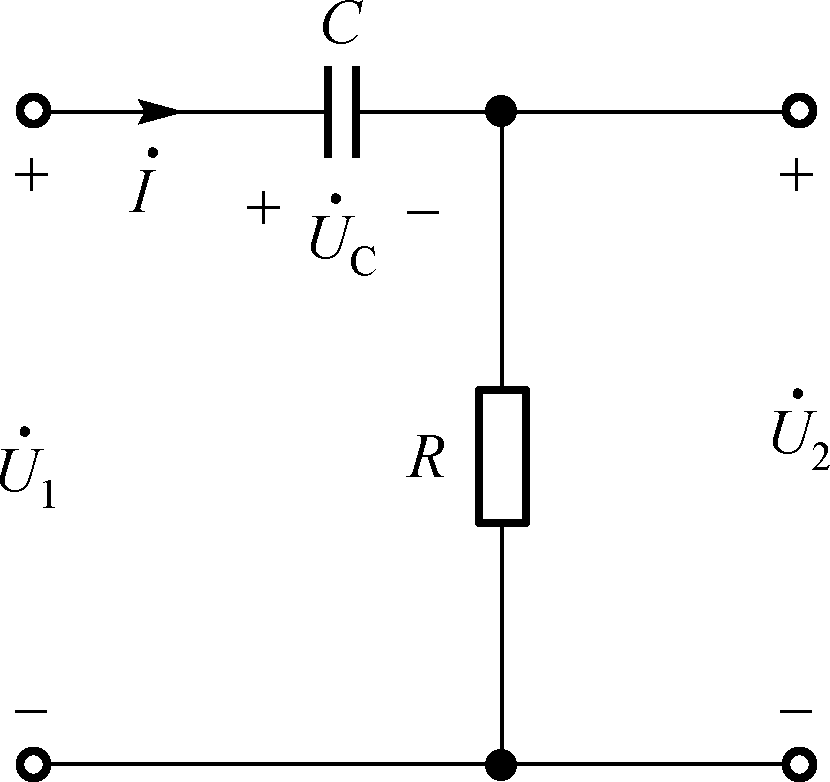 C
+ İ + U̇C − +
U̇1 R U̇2
− −